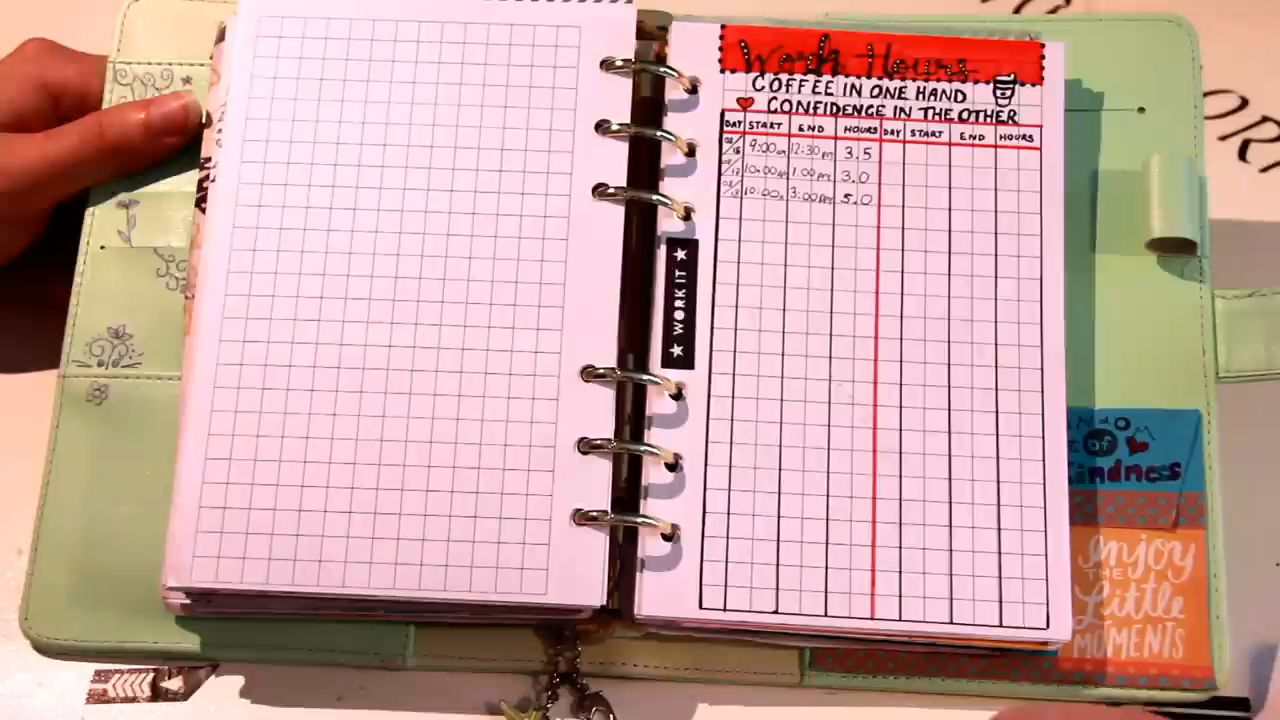 Work Hours
COFFEE IN ONE HAND
CONFIDENCE IN THE OTHER
DAY START END HOURS DAY START END HOURS
9:00am 12:30pm 3.5
10:00am 1:00pm 3.0
10:00a 3:00pm 5.0
★ WORK IT ★
of
Kindness
enjoy
THE
Little
MOMENTS